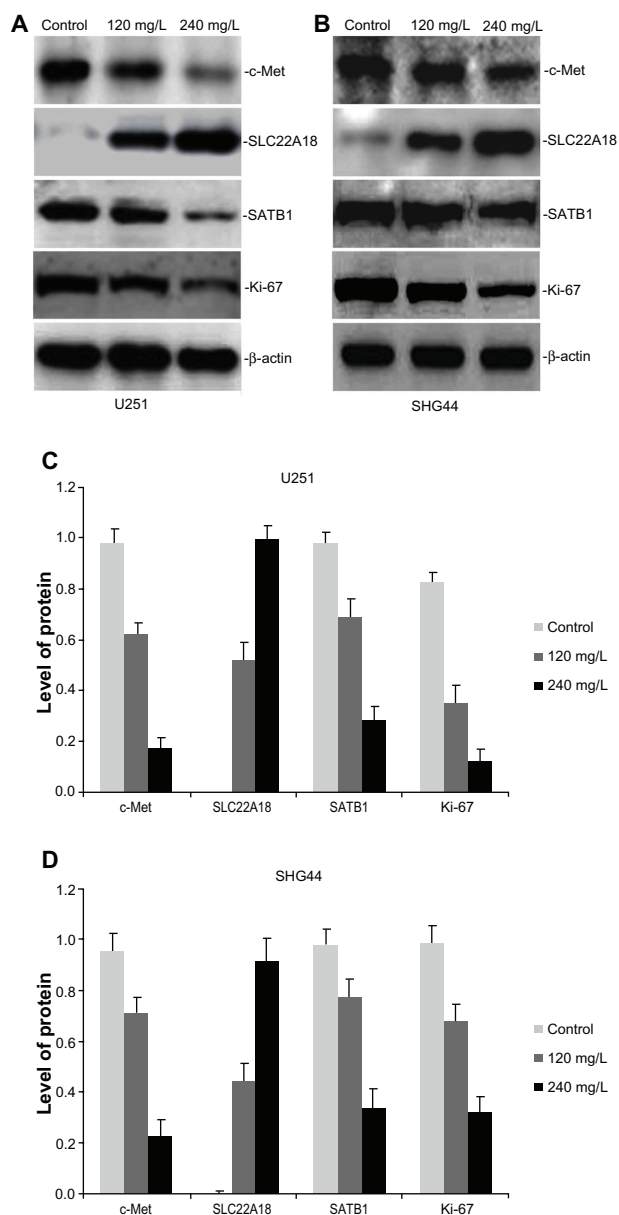 A
Control 120 mg/L 240 mg/L
-c-Met
-SLC22A18
-SATB1
-Ki-67
-β-actin
U251
B
Control 120 mg/L 240 mg/L
-c-Met
-SLC22A18
-SATB1
-Ki-67
-β-actin
SHG44
C
U251
Level of protein
1.2
1.0
0.8
0.6
0.4
0.2
0.0
c-Met SLC22A18 SATB1 Ki-67
Control
120 mg/L
240 mg/L
D
SHG44
Level of protein
1.2
1.0
0.8
0.6
0.4
0.2
0.0
c-Met SLC22A18 SATB1 Ki-67
Control
120 mg/L
240 mg/L